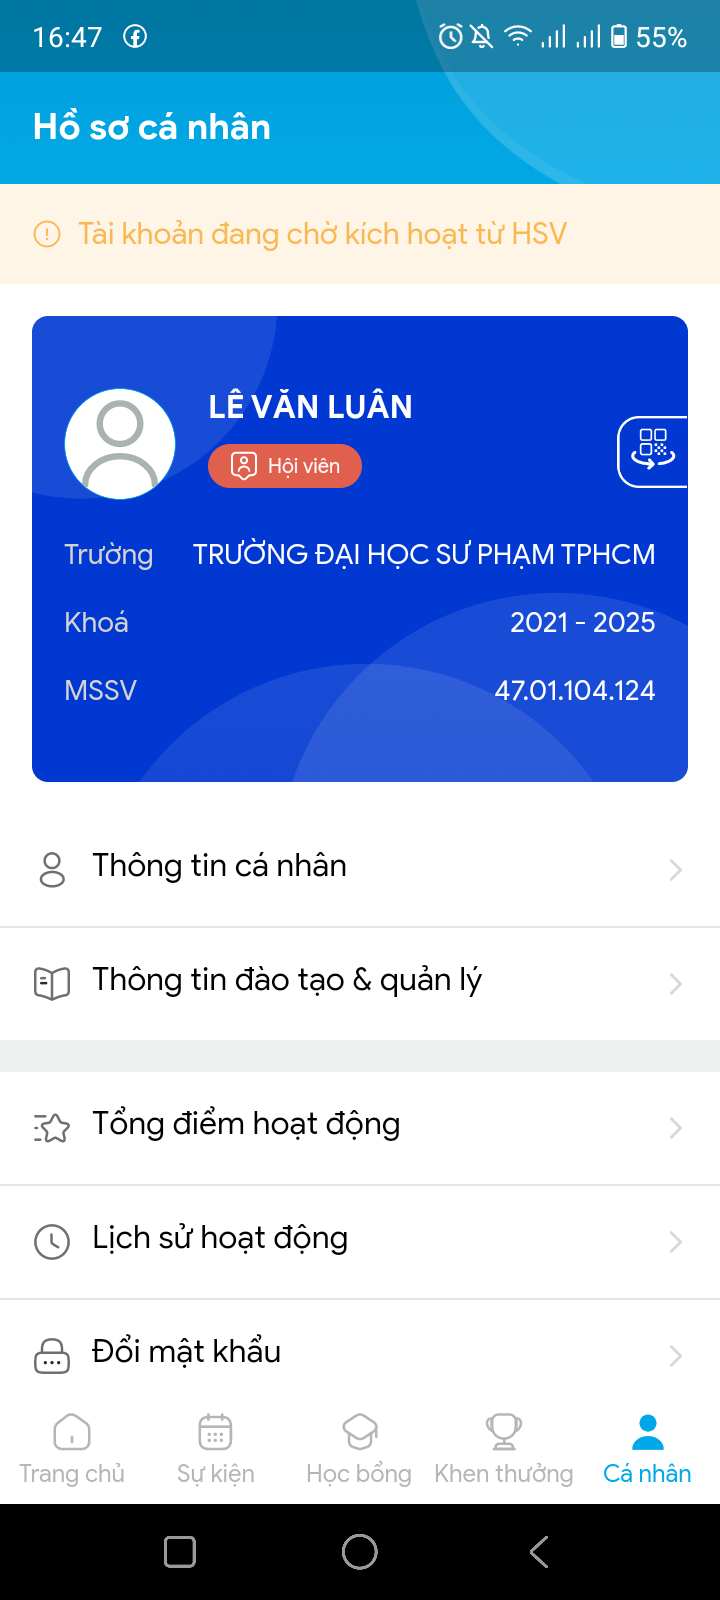 16:47 55%
Hồ sơ cá nhân
Tài khoản đang chờ kích hoạt từ HSV
LÊ VĂN LUÂN
Hội viên
Trường TRƯỜNG ĐẠI HỌC SƯ PHẠM TPHCM
Khoá 2021 - 2025
MSSV 47.01.104.124
Thông tin cá nhân
Thông tin đào tạo & quản lý
Tổng điểm hoạt động
Lịch sử hoạt động
Đổi mật khẩu
Trang chủ Sự kiện Học bổng Khen thưởng Cá nhân